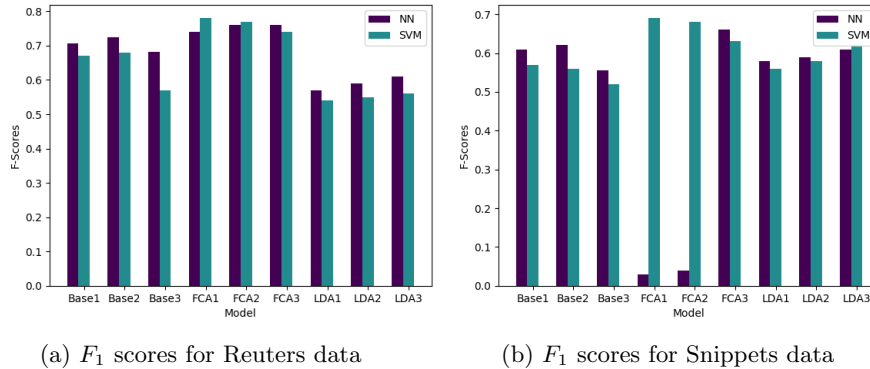 0.8
0.7
0.6
0.5
0.4
0.3
0.2
0.1
0.0
F-Scores
NN
SVM
Base1 Base2 Base3 FCA1 FCA2 FCA3 LDA1 LDA2 LDA3
Model
(a) F1 scores for Reuters data
0.7
0.6
0.5
0.4
0.3
0.2
0.1
0.0
F-Scores
NN
SVM
Base1 Base2 Base3 FCA1 FCA2 FCA3 LDA1 LDA2 LDA3
Model
(b) F1 scores for Snippets data